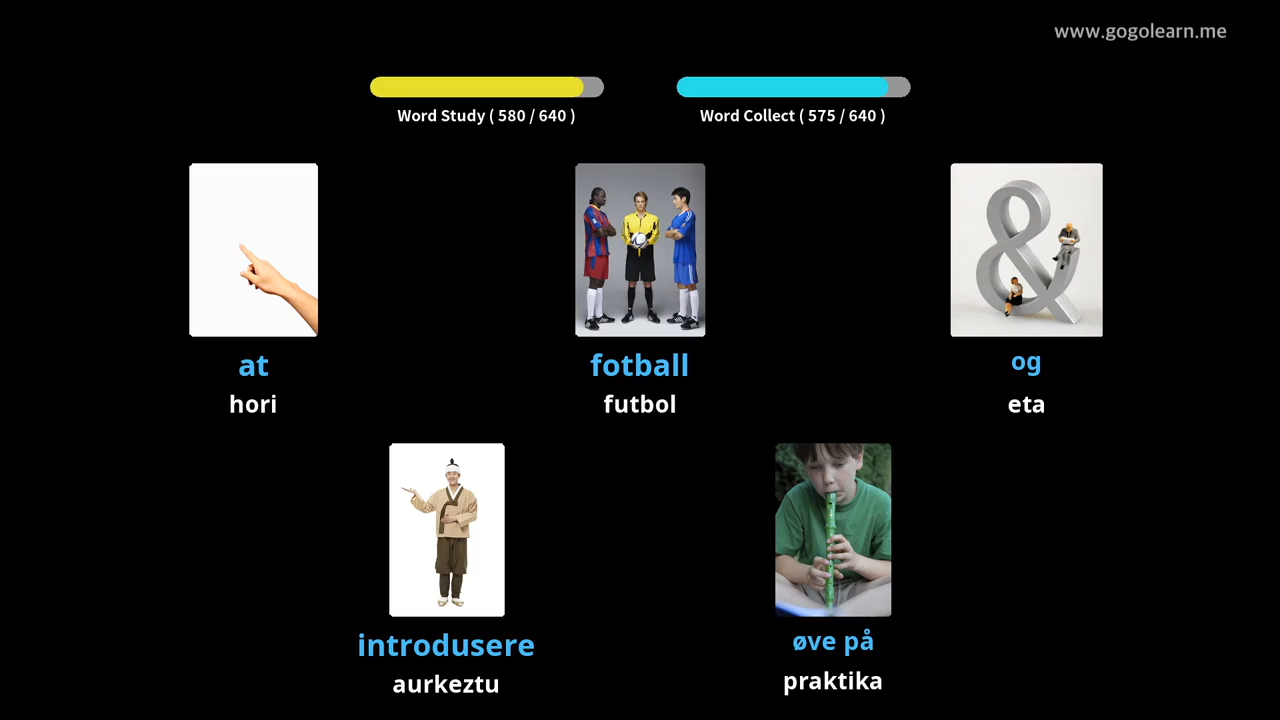 www.gogolearn.me
Word Study ( 580 / 640 )
Word Collect ( 575 / 640 )
at
hori
fotball
futbol
og
eta
introdusere
aurkeztu
øve på
praktika